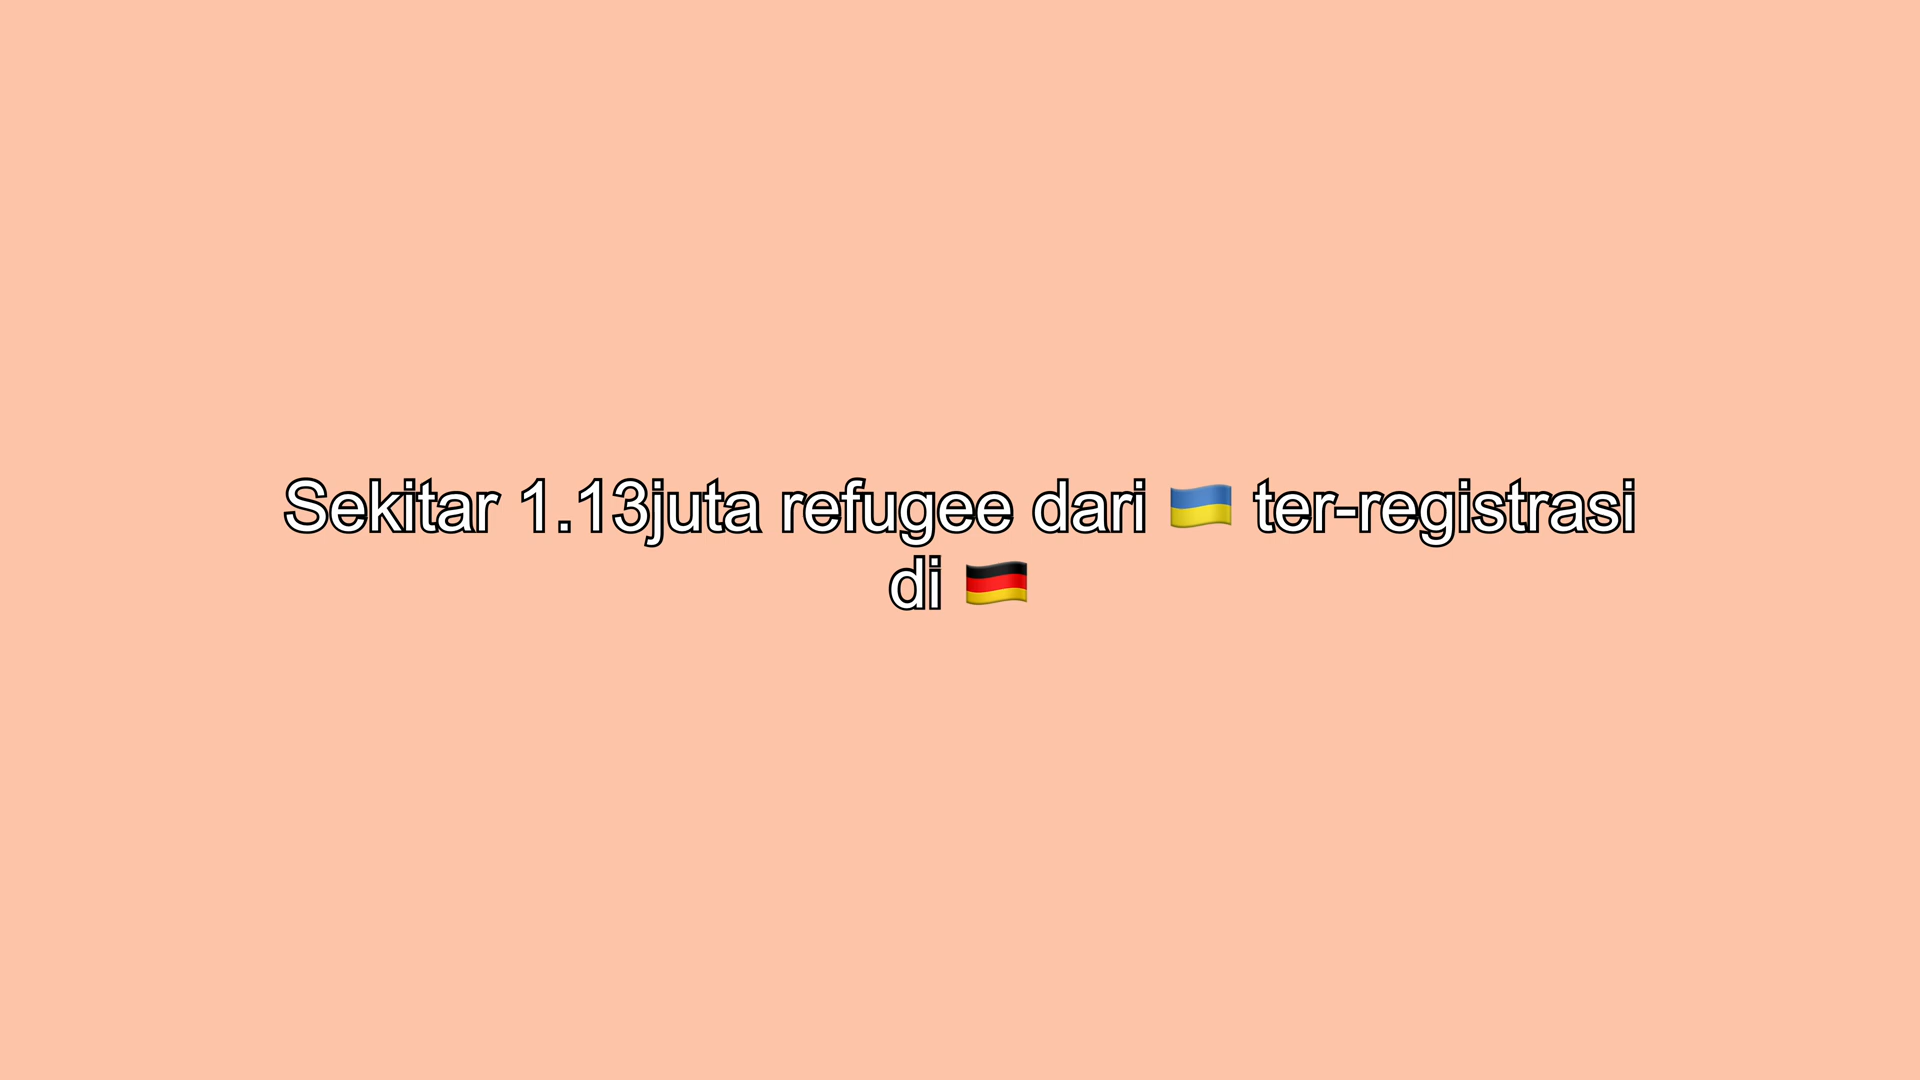 Sekitar 1.13juta refugee dari 🇺🇦 ter-registrasi
di 🇩🇪